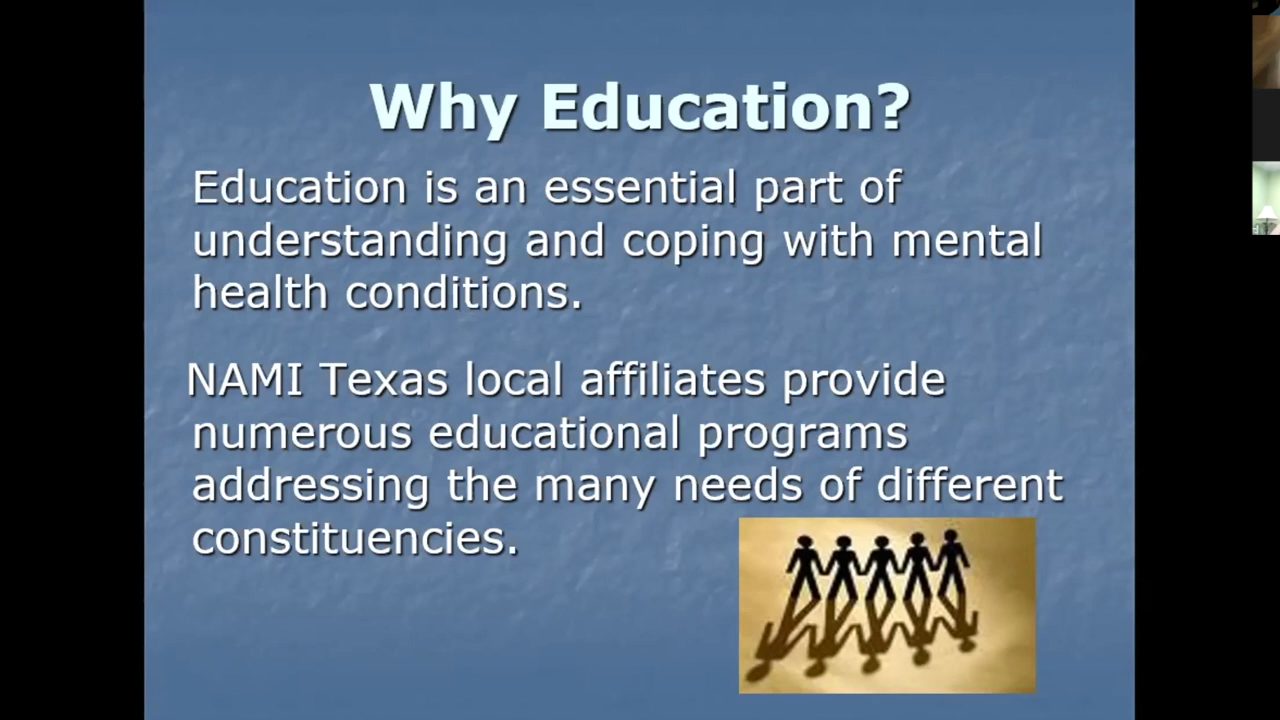 Why Education?
Education is an essential part of
understanding and coping with mental
health conditions.
NAMI Texas local affiliates provide
numerous educational programs
addressing the many needs of different
constituencies.